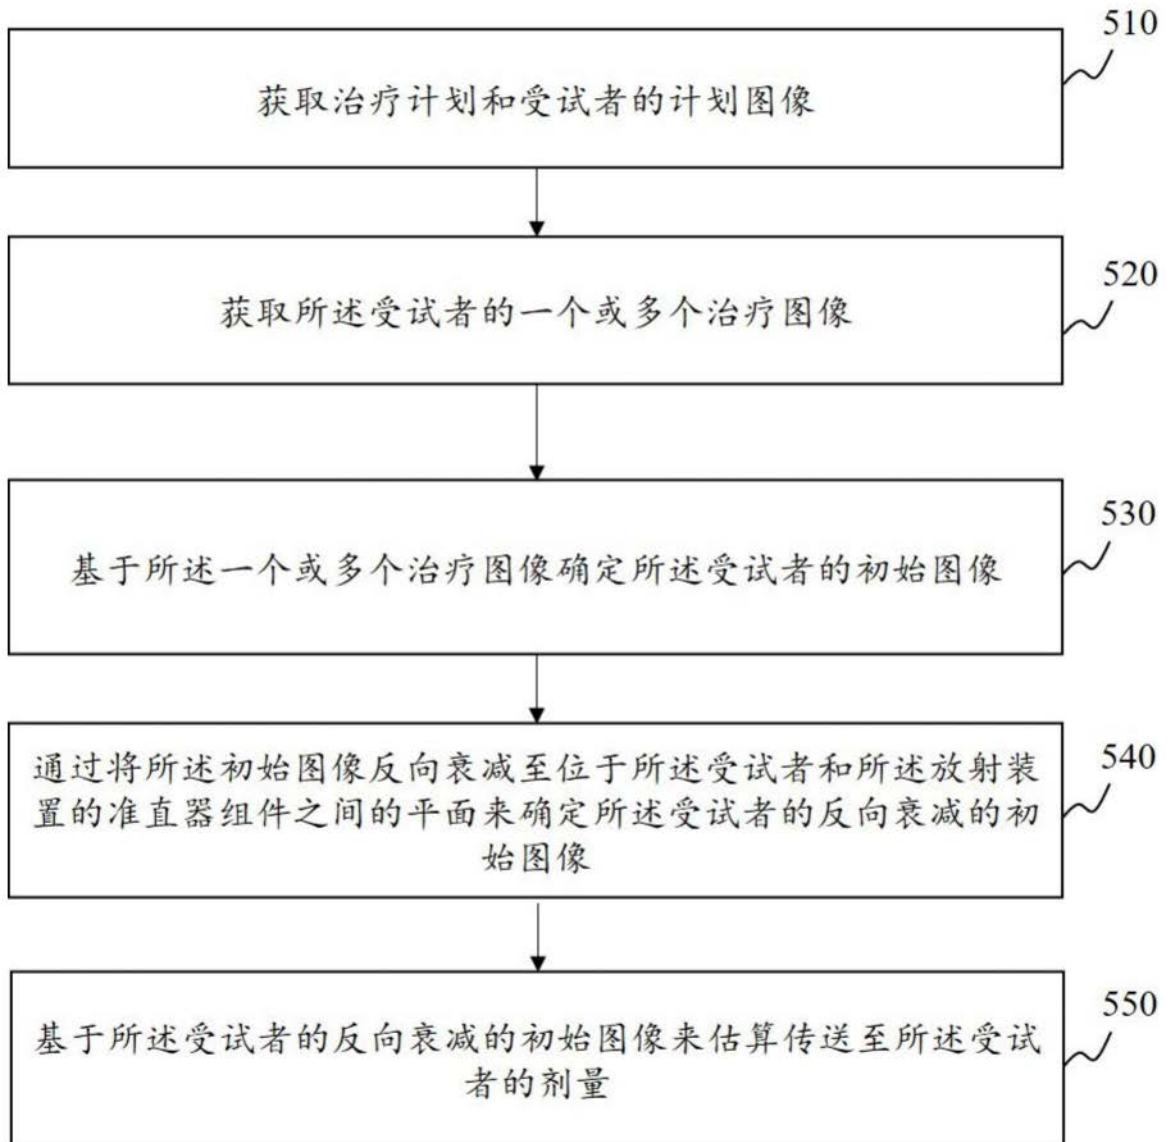 510
获取治疗计划和受试者的计划图像
520
获取所述受试者的一个或多个治疗图像
530
基于所述一个或多个治疗图像确定所述受试者的初始图像
540
通过将所述初始图像反向衰减至位于所述受试者和所述放射装
置的准直器组件之间的平面来确定所述受试者的反向衰减的初
始图像
550
基于所述受试者的反向衰减的初始图像来估算传送至所述受试
者的剂量